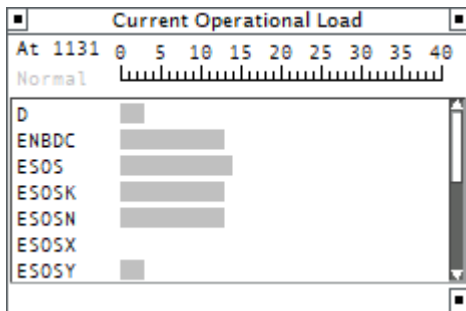 Current Operational Load
At 1131 0 5 10 15 20 25 30 35 40
Normal
D
ENBDC
ESOS
ESOSK
ESOSN
ESOSX
ESOSY